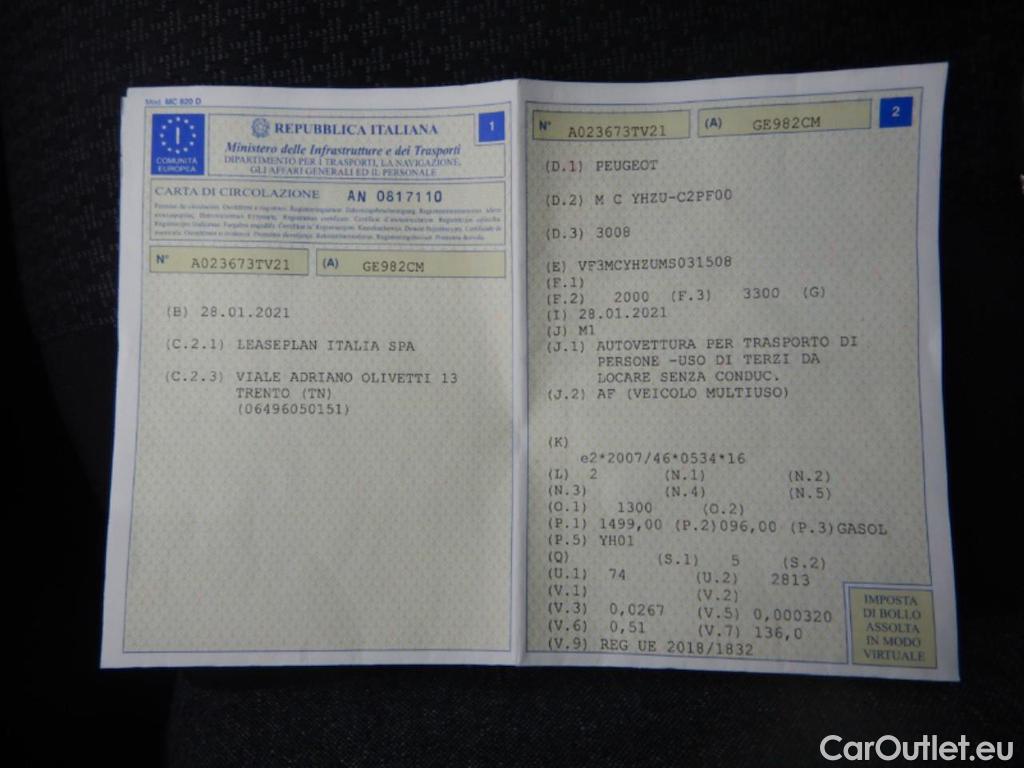 Mod. MC 820 D
COMUNITÀ
EUROPEA
REPUBBLICA ITALIANA
1
Ministero delle Infrastrutture e dei Trasporti
DIPARTIMENTO PER I TRASPORTI, LA NAVIGAZIONE,
GLI AFFARI GENERALI ED IL PERSONALE
CARTA DI CIRCOLAZIONE AN 0817110
N° A023673TV21 (A) GE982CM
(B) 28.01.2021
(C.2.1) LEASEPLAN ITALIA SPA
(C.2.3) VIALE ADRIANO OLIVETTI 13
TRENTO (TN)
(06496050151)
N° A023673TV21 (A) GE982CM 2
(D.1) PEUGEOT
(D.2) M C YHZU-C2PF00
(D.3) 3008
(E) VF3MCYHZUMS031508
(F.1)
(F.2) 2000 (F.3) 3300 (G)
(I) 28.01.2021
(J) M1
(J.1) AUTOVETTURA PER TRASPORTO DI
PERSONE -USO DI TERZI DA
LOCARE SENZA CONDUC.
(J.2) AF (VEICOLO MULTIUSO)
(K)
e2*2007/46*0534*16
(L) 2 (N.1) (N.2)
(N.3) (N.4) (N.5)
(O.1) 1300 (O.2)
(P.1) 1499,00 (P.2)096,00 (P.3)GASOL
(P.5) YH01
(Q) (S.1) 5 (S.2)
(U.1) 74 (U.2) 2813
(V.1) (V.2)
(V.3) 0,0267 (V.5) 0,000320
(V.6) 0,51 (V.7) 136,0
(V.9) REG UE 2018/1832
IMPOSTA
DI BOLLO
ASSOLTA
IN MODO
VIRTUALE
CarOutlet.eu